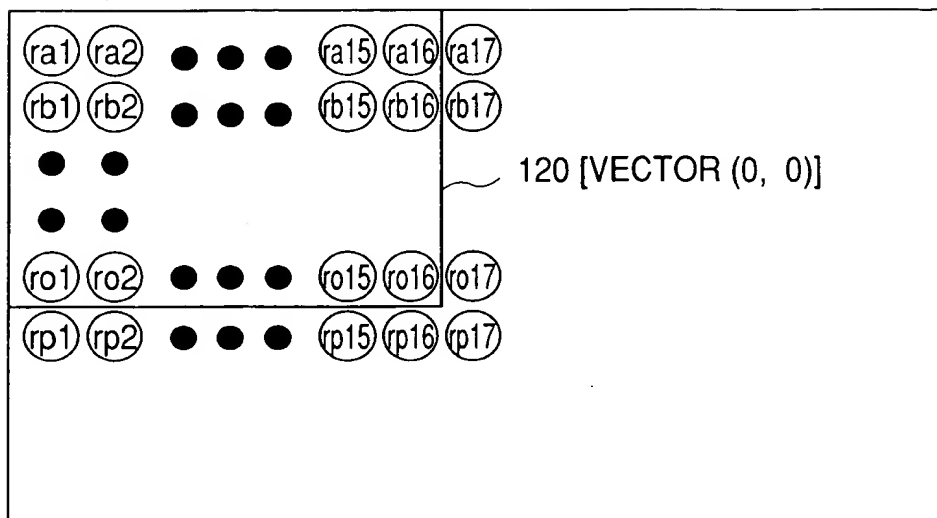 ra1 ra2 ra15 ra16 ra17
rb1 rb2 rb15 rb16 rb17
120 [VECTOR (0, 0)]
ro1 ro2 ro15 ro16 ro17
rp1 rp2 rp15 rp16 rp17